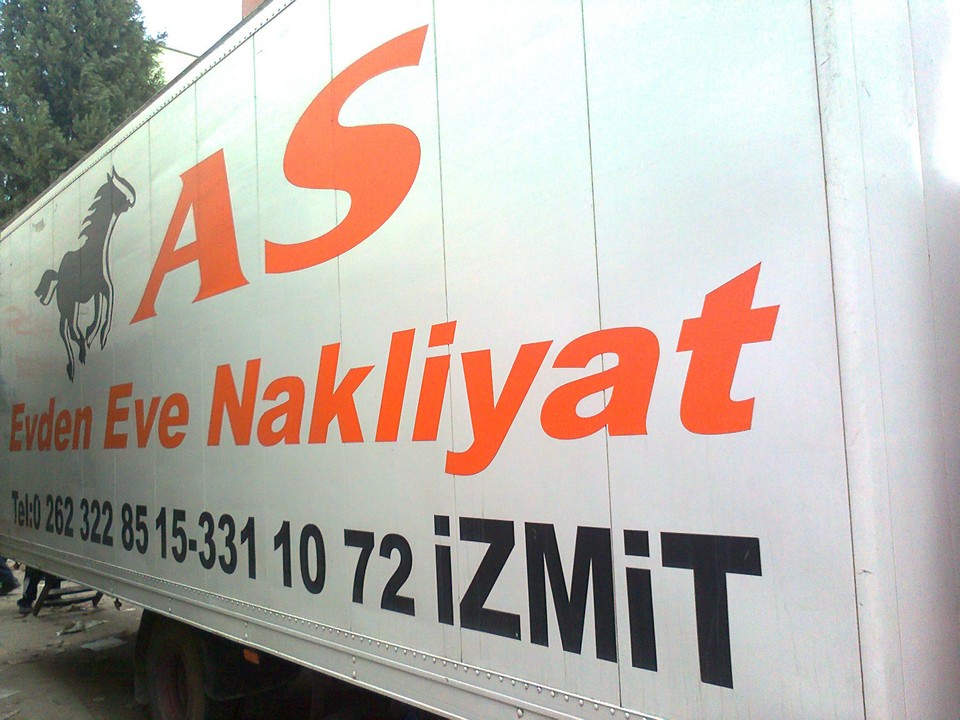 AS
Evden Eve Nakliyat
Tel:0 262 322 85 15-331 10 72 iZMiT